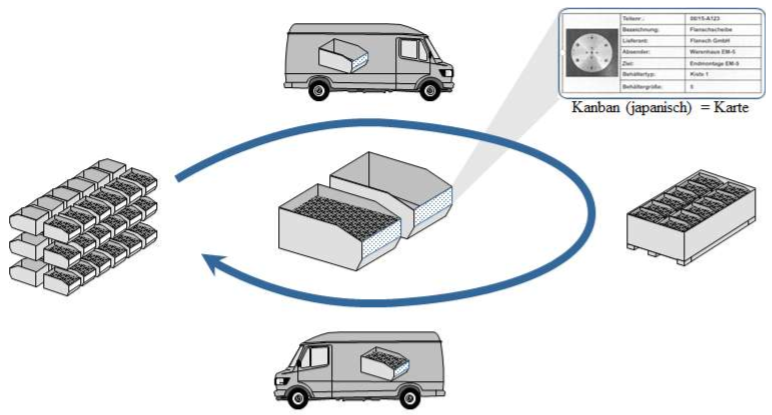 Teilenr.: 00/15-A123
Bezeichnung: Flanschscheibe
Lieferant: Flansch GmbH
Absender: Warenhaus EM-5
Ziel: Endmontage EM-5
Behältertyp: Kiste 1
Behältergröße: 5
Kanban (japanisch) = Karte